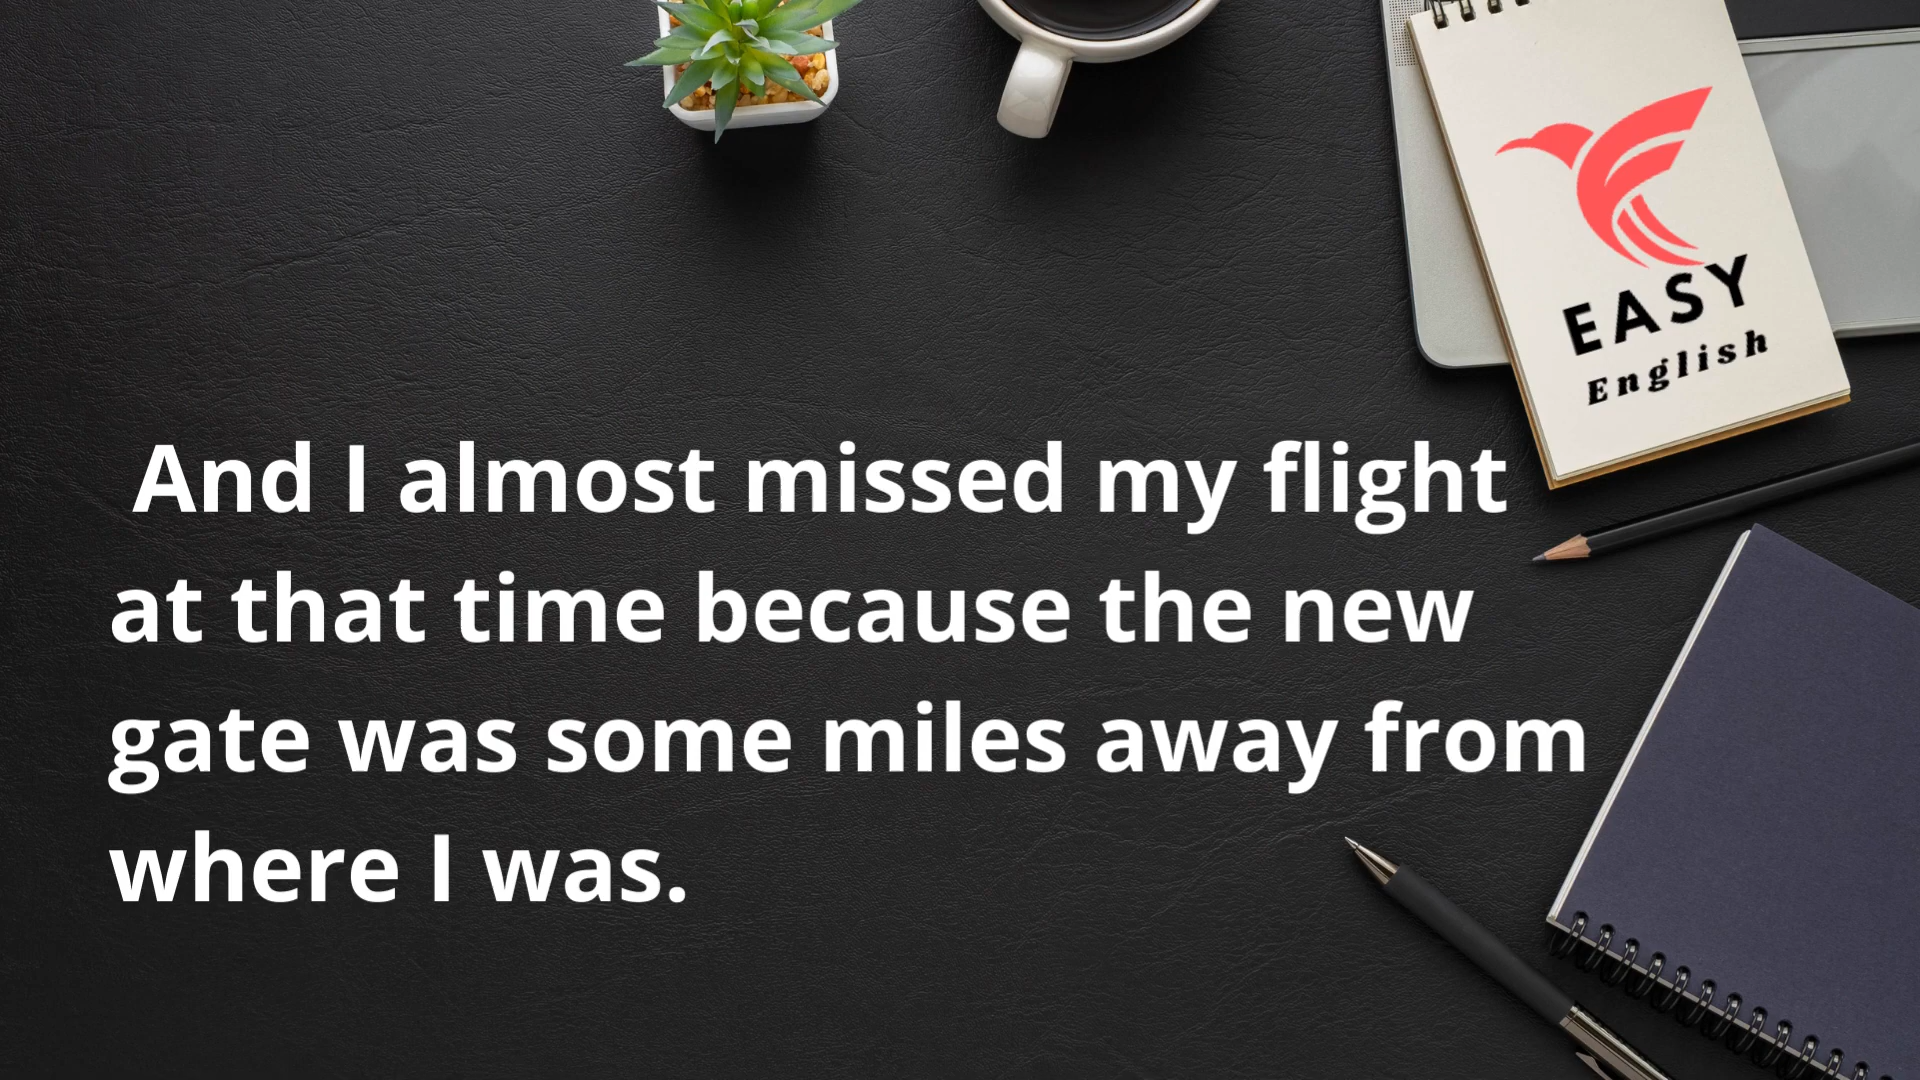 EASY
English
And I almost missed my flight
at that time because the new
gate was some miles away from
where I was.